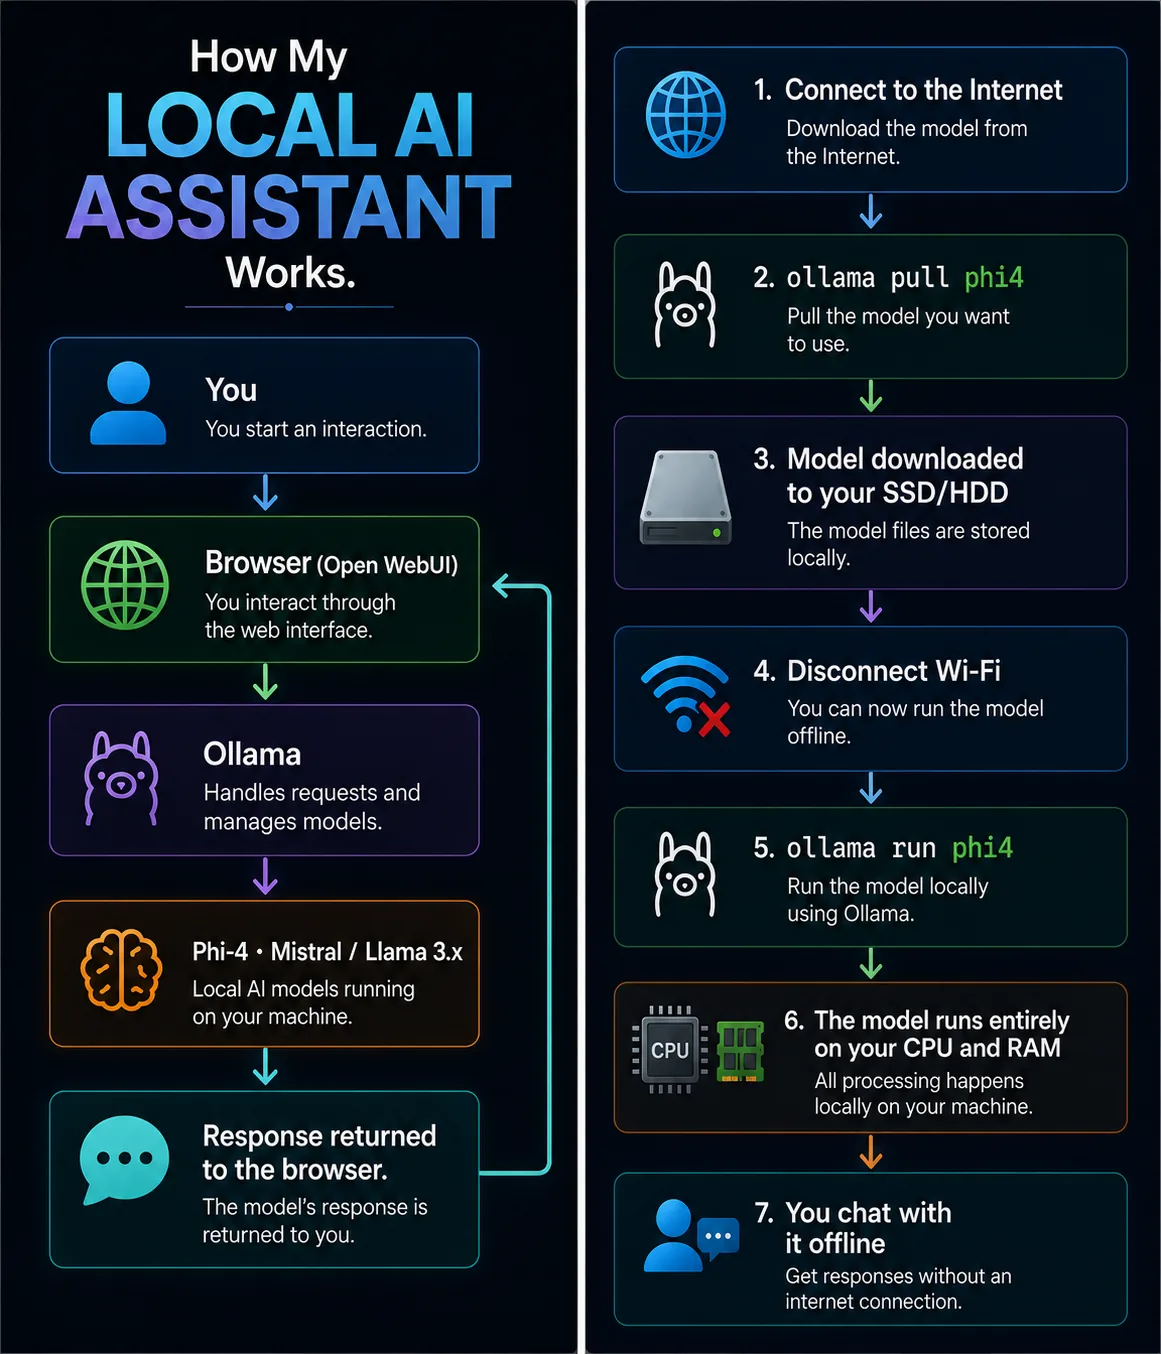 How My
LOCAL AI
ASSISTANT
Works.
You
You start an interaction.
Browser (Open WebUI)
You interact through
the web interface.
Ollama
Handles requests and
manages models.
Phi-4 • Mistral / Llama 3.x
Local AI models running
on your machine.
Response returned
to the browser.
The model's response is
returned to you.
1. Connect to the Internet
Download the model from
the Internet.
2. ollama pull phi4
Pull the model you want
to use.
3. Model downloaded
to your SSD/HDD
The model files are stored
locally.
4. Disconnect Wi-Fi
You can now run the model
offline.
5. ollama run phi4
Run the model locally
using Ollama.
CPU
6. The model runs entirely
on your CPU and RAM
All processing happens
locally on your machine.
7. You chat with
it offline
Get responses without an
internet connection.